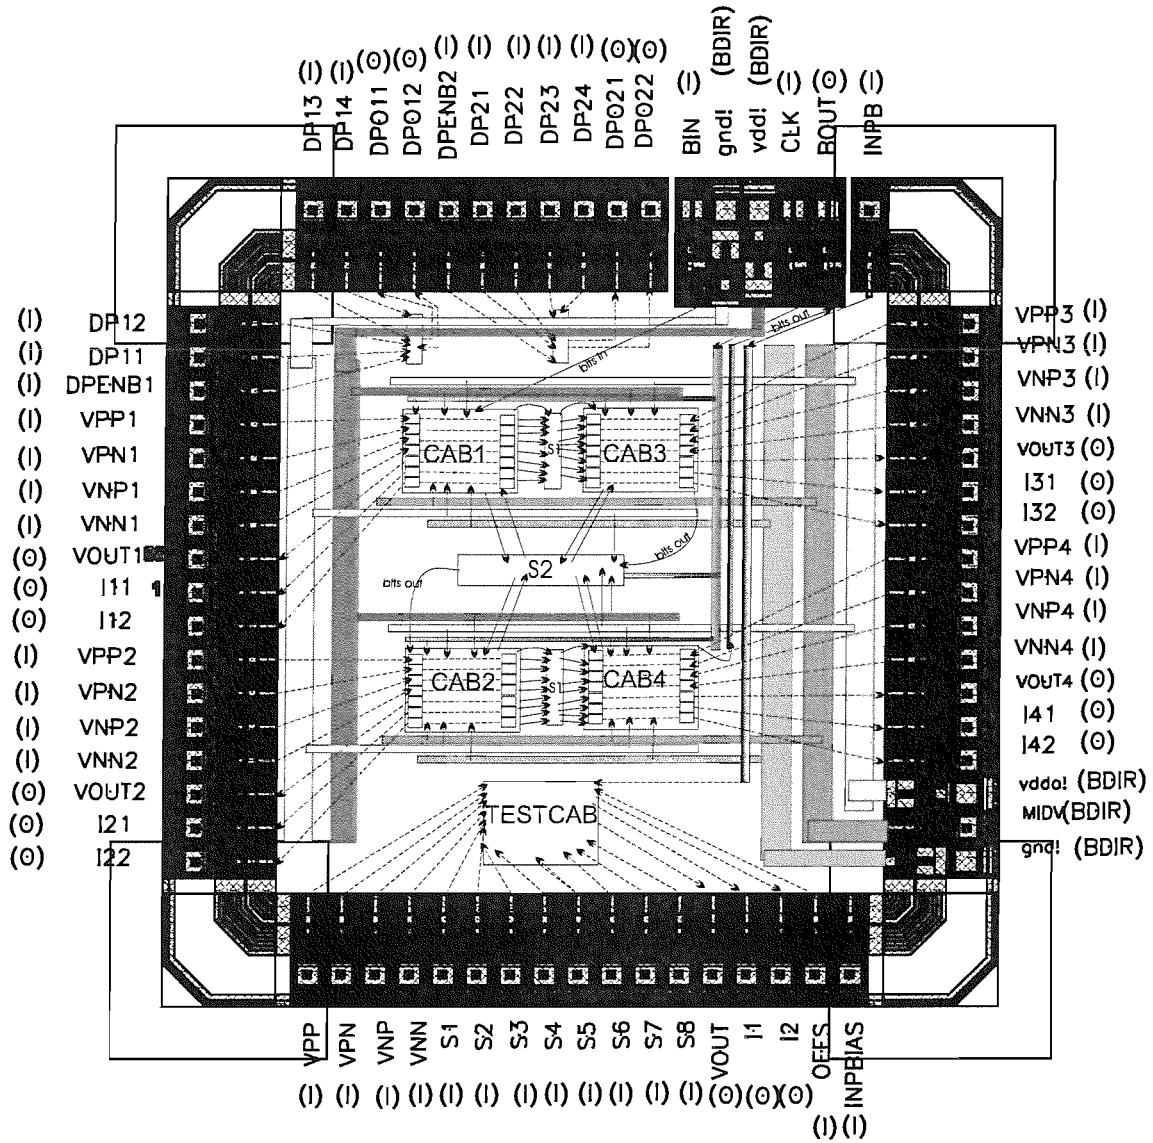 (I) (I) (O) (O) (I) (I) (I) (I) (I) (O) (O) (I) (BDIR) (BDIR) (I) (O) (I)
DP13 DP14 DPO11 DPO12 DPENB2 DP21 DP22 DP23 DP24 DPO21 DPO22 BIN gnd! vdd! CLK BOUT INPB
(I) DP12
(I) DP11
(I) DPENB1
(I) VPP1
(I) VPN1
(I) VNP1
(I) VNN1
(O) VOUT1
(O) I11
(O) I12
(I) VPP2
(I) VPN2
(I) VNP2
(I) VNN2
(O) VOUT2
(O) I21
(O) I22
bits out
bits in
CAB1 S1 CAB3
bits out
S2
bits out
CAB2 S1 CAB4
TESTCAB
VPP3 (I)
VPN3 (I)
VNP3 (I)
VNN3 (I)
VOUT3 (O)
I31 (O)
I32 (O)
VPP4 (I)
VPN4 (I)
VNP4 (I)
VNN4 (I)
VOUT4 (O)
I41 (O)
I42 (O)
vdda! (BDIR)
MIDV (BDIR)
gnd! (BDIR)
VPP VPN VNP VNN S1 S2 S3 S4 S5 S6 S7 S8 VOUT I1 I2 OFFS INPBIAS
(I) (I) (I) (I) (I) (I) (I) (I) (I) (I) (I) (I) (O) (O) (O) (I) (I)